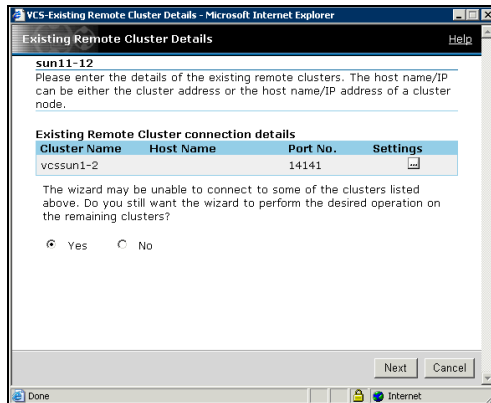 VCS-Existing Remote Cluster Details - Microsoft Internet Explorer
Existing Remote Cluster Details
Help
sun11-12
Please enter the details of the existing remote clusters. The host name/IP
can be either the cluster address or the host name/IP address of a cluster
node.
Existing Remote Cluster connection details
Cluster Name Host Name Port No. Settings
vcssun1-2 14141 ...
The wizard may be unable to connect to some of the clusters listed
above. Do you still want the wizard to perform the desired operation on
the remaining clusters?
Yes No
Next Cancel
Done Internet